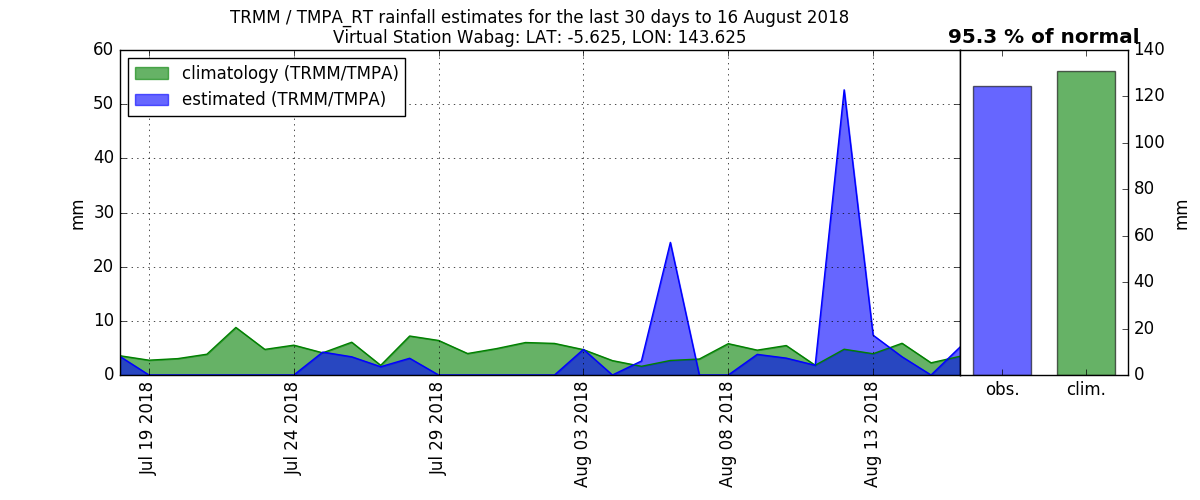 TRMM / TMPA_RT rainfall estimates for the last 30 days to 16 August 2018
Virtual Station Wabag: LAT: -5.625, LON: 143.625
95.3 % of normal
climatology (TRMM/TMPA)
estimated (TRMM/TMPA)
60
50
40
30
20
10
0
mm
140
120
100
80
60
40
20
0
mm
Jul 19 2018
Jul 24 2018
Jul 29 2018
Aug 03 2018
Aug 08 2018
Aug 13 2018
obs.
clim.